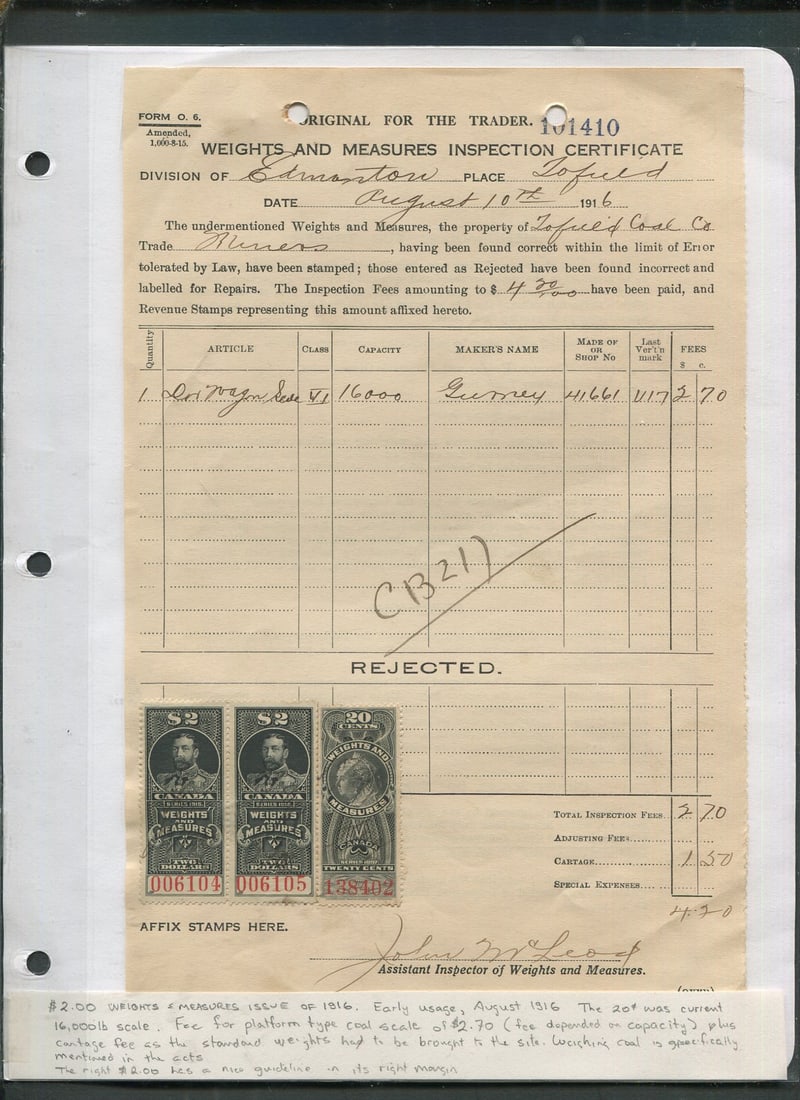 FORM O. 6.
Amended,
1,000-8-15.
ORIGINAL FOR THE TRADER. 101410
WEIGHTS AND MEASURES INSPECTION CERTIFICATE
DIVISION OF Edmonton PLACE Tofield
DATE August 10th 1916
The undermentioned Weights and Measures, the property of Tofield Coal Co
Trade Miners, having been found correct within the limit of Error
tolerated by Law, have been stamped; those entered as Rejected have been found incorrect and
labelled for Repairs. The Inspection Fees amounting to $ 4 20/00 have been paid, and
Revenue Stamps representing this amount affixed hereto.
Quantity ARTICLE CLASS CAPACITY MAKER'S NAME MADE OF OR SHOP No Last Ver't'n mark FEES $ c.
1 Wagn VI 16000 Gurney 41661 2 70
CB21)
REJECTED.
$2 $2 20 CENTS
CANADA CANADA WEIGHTS AND MEASURES
SERIES 1915. SERIES 1915. CANADA
WEIGHTS AND MEASURES WEIGHTS AND MEASURES SERIES 1897
TWO DOLLARS TWO DOLLARS TWENTY CENTS
006104 006105 138402
TOTAL INSPECTION FEES 2 70
ADJUSTING FEES
CARTAGE 1 50
SPECIAL EXPENSES
4.20
AFFIX STAMPS HERE.
John McLeod
Assistant Inspector of Weights and Measures.
(OVER)
$2.00 WEIGHTS & MEASURES ISSUE OF 1916. Early usage, August 1916 The 20¢ was current
16,000lb scale. Fee for platform type coal scale of $2.70 (fee depended on capacity) plus
cartage fee as the standard weights had to be brought to the site. Weighing coal is specifically
mentioned in the acts
The right $2.00 has a nice guideline in its right margin